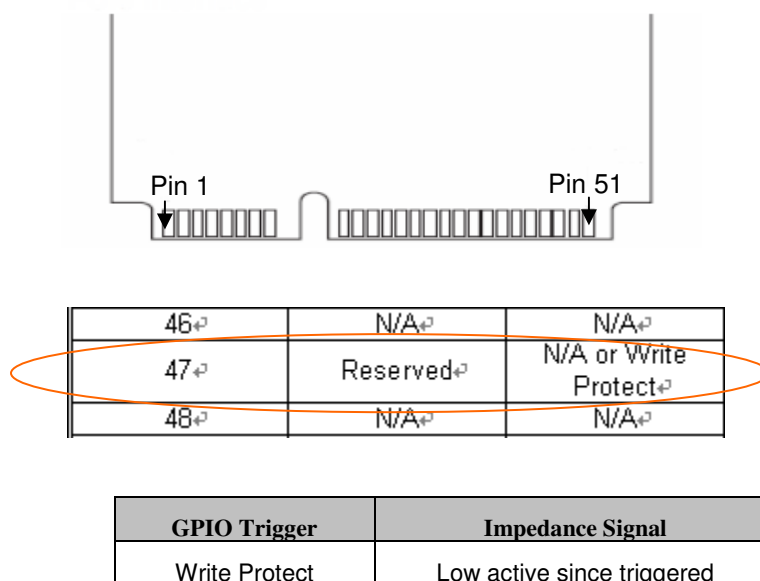 Pin 1 Pin 51
46 N/A N/A
47 Reserved N/A or Write
Protect
48 N/A N/A
GPIO Trigger Impedance Signal
Write Protect Low active since triggered